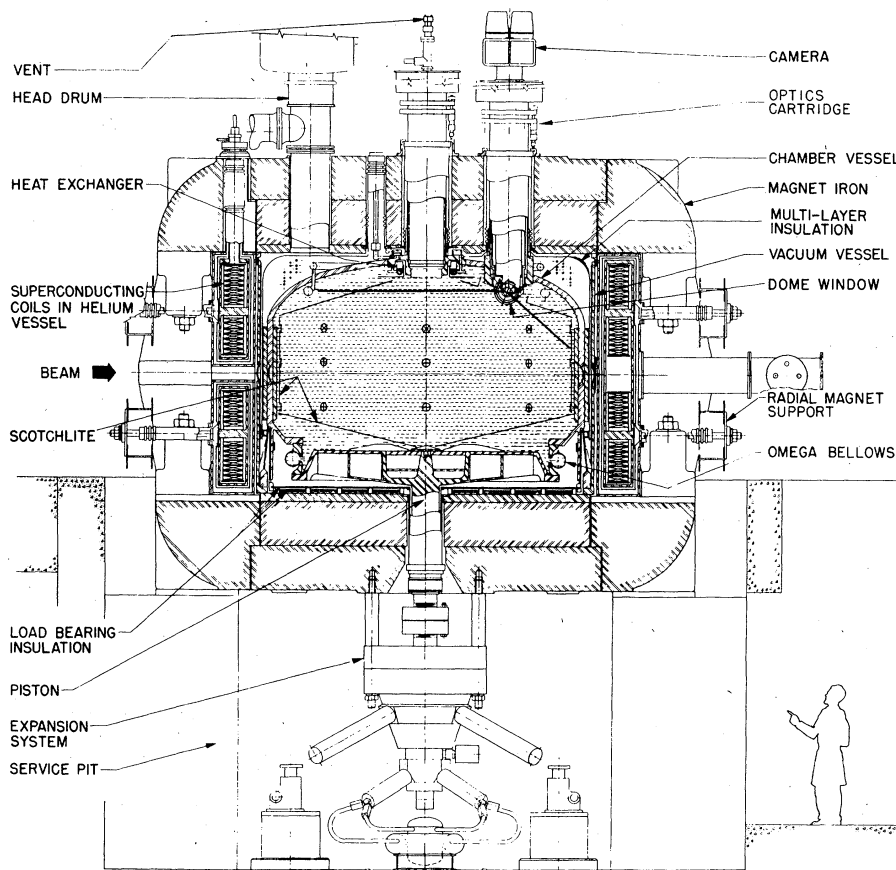 VENT
HEAD DRUM
HEAT EXCHANGER
SUPERCONDUCTING
COILS IN HELIUM
VESSEL
BEAM
SCOTCHLITE
LOAD BEARING
INSULATION
PISTON
EXPANSION
SYSTEM
SERVICE PIT
CAMERA
OPTICS
CARTRIDGE
CHAMBER VESSEL
MAGNET IRON
MULTI-LAYER
INSULATION
VACUUM VESSEL
DOME WINDOW
RADIAL MAGNET
SUPPORT
OMEGA BELLOWS